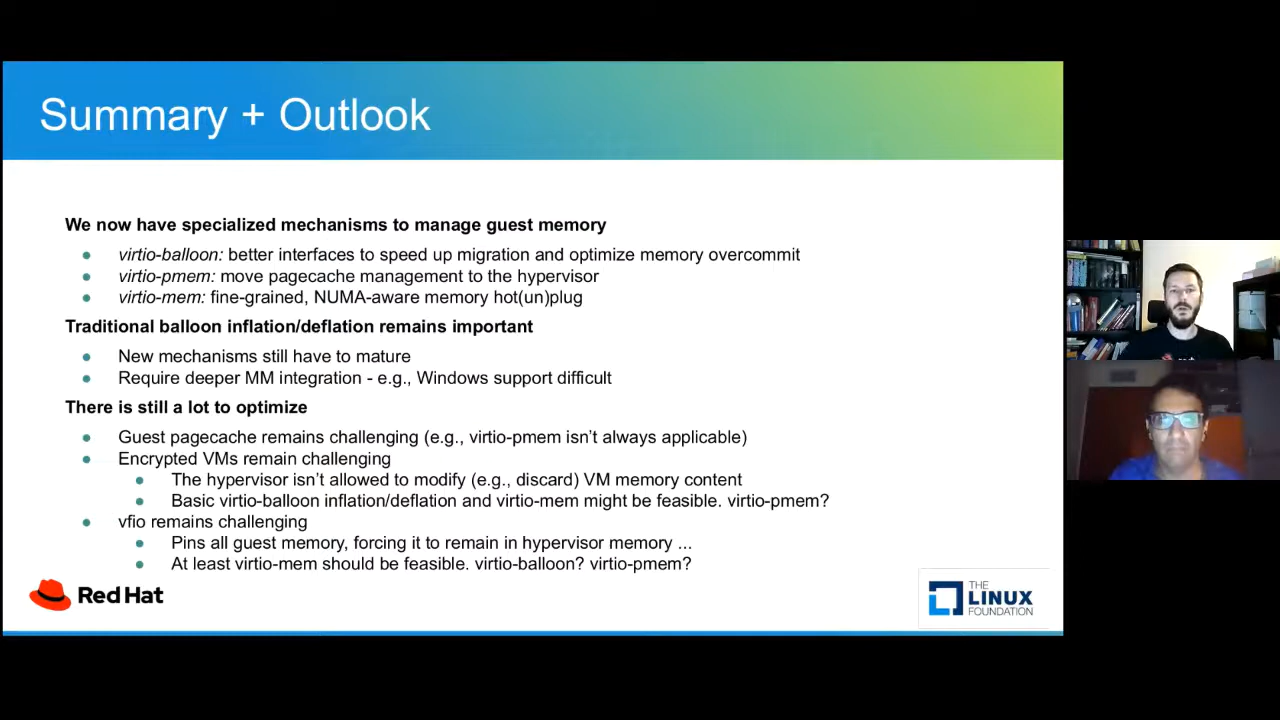 Summary + Outlook
We now have specialized mechanisms to manage guest memory
● virtio-balloon: better interfaces to speed up migration and optimize memory overcommit
● virtio-pmem: move pagecache management to the hypervisor
● virtio-mem: fine-grained, NUMA-aware memory hot(un)plug
Traditional balloon inflation/deflation remains important
● New mechanisms still have to mature
● Require deeper MM integration - e.g., Windows support difficult
There is still a lot to optimize
● Guest pagecache remains challenging (e.g., virtio-pmem isn't always applicable)
● Encrypted VMs remain challenging
● The hypervisor isn't allowed to modify (e.g., discard) VM memory content
● Basic virtio-balloon inflation/deflation and virtio-mem might be feasible. virtio-pmem?
● vfio remains challenging
● Pins all guest memory, forcing it to remain in hypervisor memory ...
● At least virtio-mem should be feasible. virtio-balloon? virtio-pmem?
Red Hat
THE
LINUX
FOUNDATION